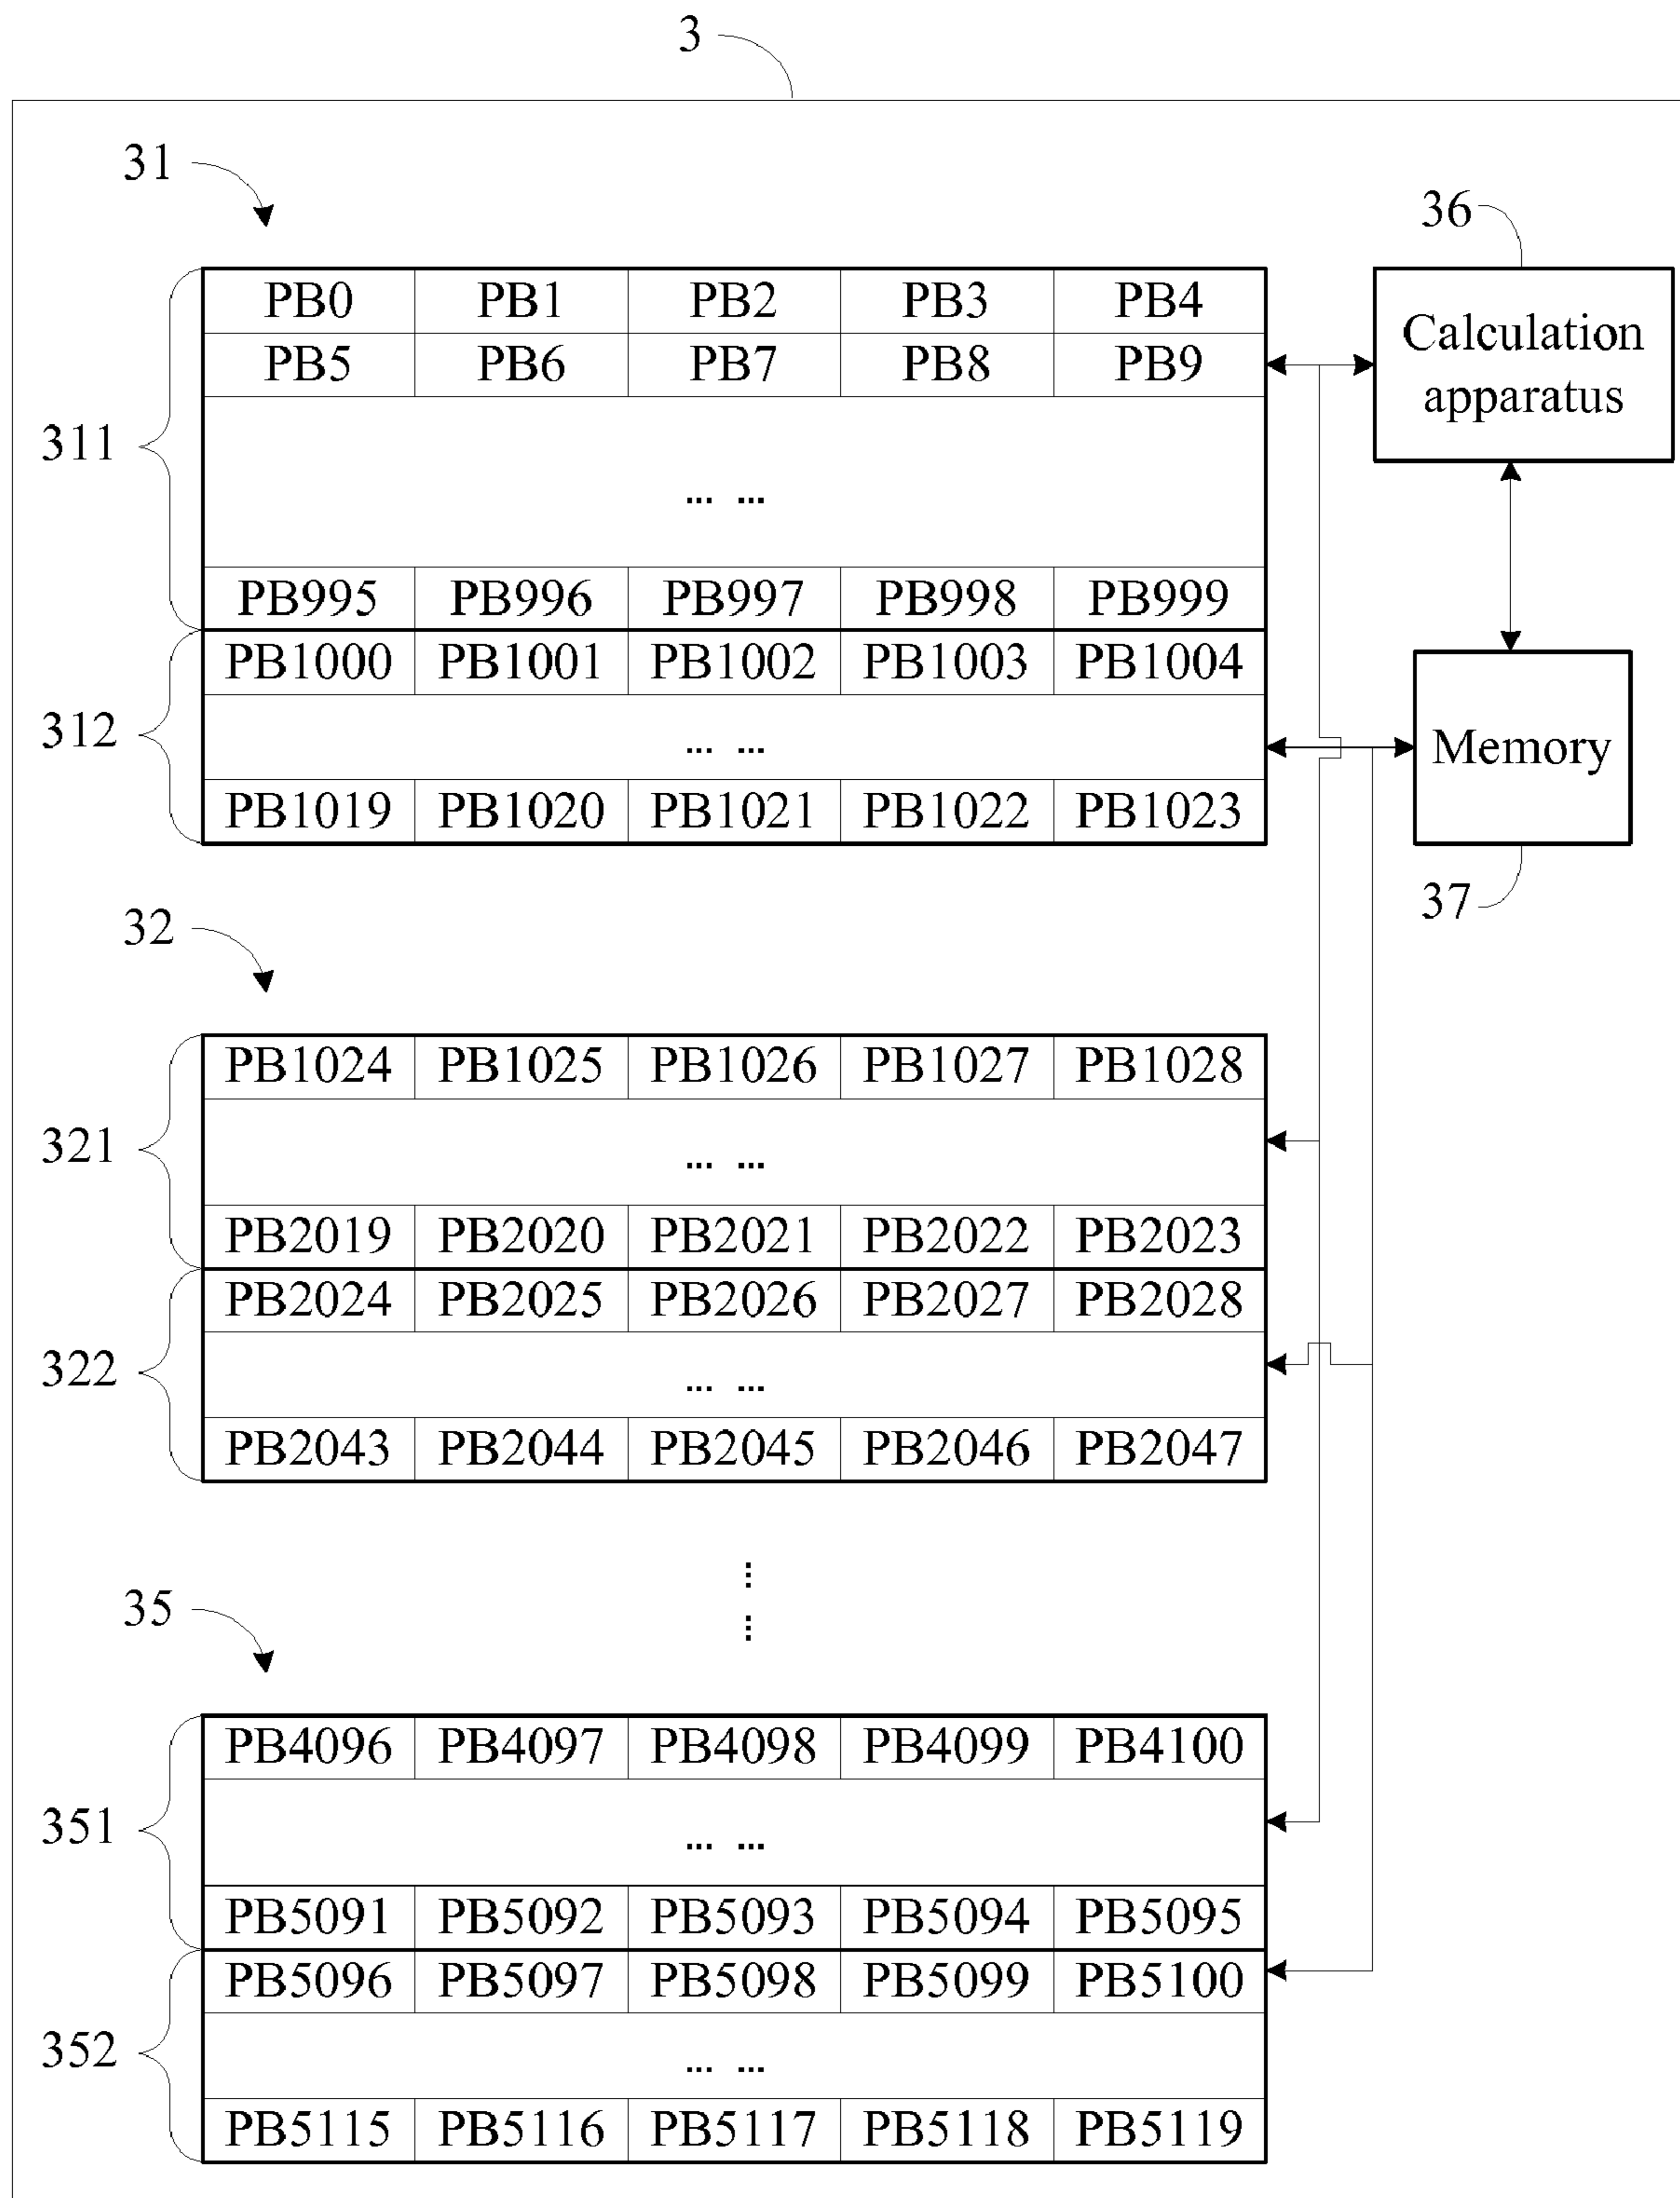 3
31
36
PB0 PB1 PB2 PB3 PB4
Calculation
apparatus
PB5 PB6 PB7 PB8 PB9
311
... ...
PB995 PB996 PB997 PB998 PB999
PB1000 PB1001 PB1002 PB1003 PB1004
312
... ...
Memory
PB1019 PB1020 PB1021 PB1022 PB1023
37
32
PB1024 PB1025 PB1026 PB1027 PB1028
321
... ...
PB2019 PB2020 PB2021 PB2022 PB2023
PB2024 PB2025 PB2026 PB2027 PB2028
322
... ...
PB2043 PB2044 PB2045 PB2046 PB2047
35
PB4096 PB4097 PB4098 PB4099 PB4100
351
... ...
PB5091 PB5092 PB5093 PB5094 PB5095
PB5096 PB5097 PB5098 PB5099 PB5100
352
... ...
PB5115 PB5116 PB5117 PB5118 PB5119